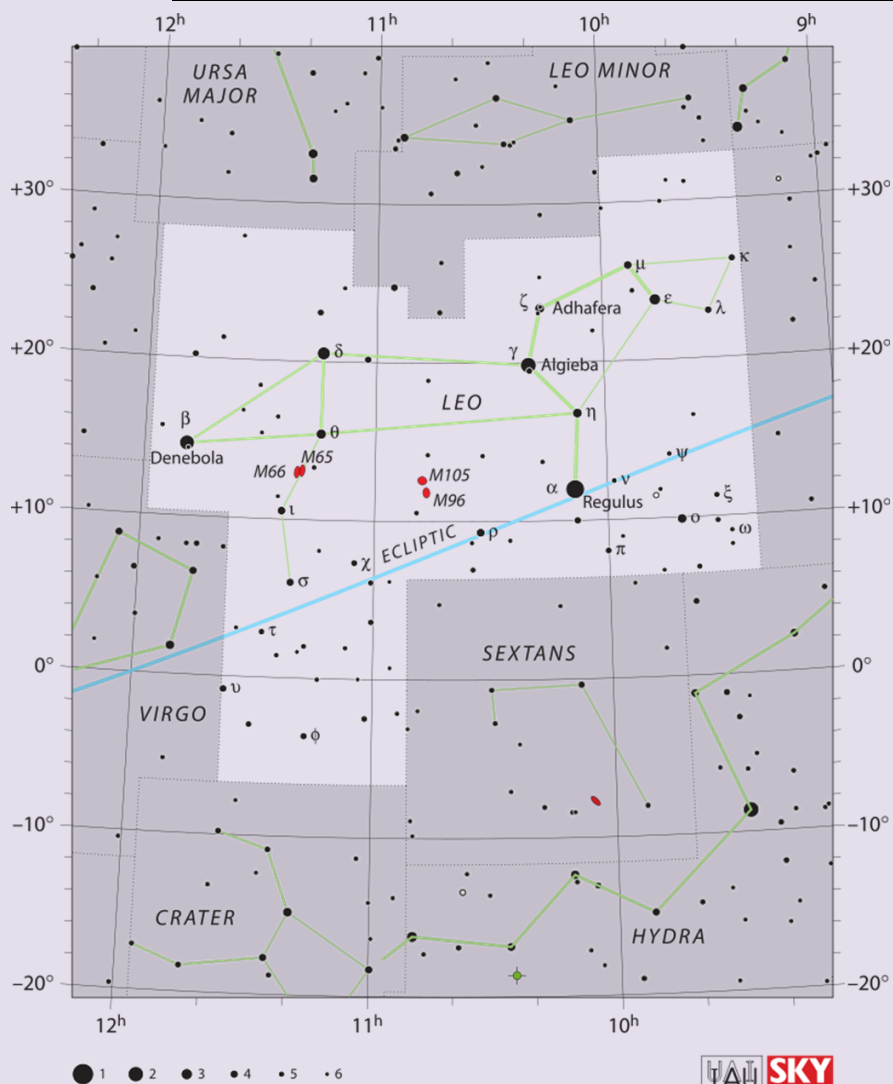 12h 11h 10h 9h
URSA
MAJOR
LEO MINOR
+30° +30°
μ κ
ζ Adhafera ε λ
+20° δ γ Algieba +20°
β LEO η
θ
Denebola
M66 M65
M105
M96
α Regulus ν ψ
ξ
+10° ι ο +10°
ω
χ ECLIPTIC ρ π
σ
τ
0° SEXTANS 0°
υ
VIRGO
ϕ
−10° −10°
CRATER
HYDRA
−20° −20°
12h 11h 10h
1 2 3 4 5 6
IAU SKY